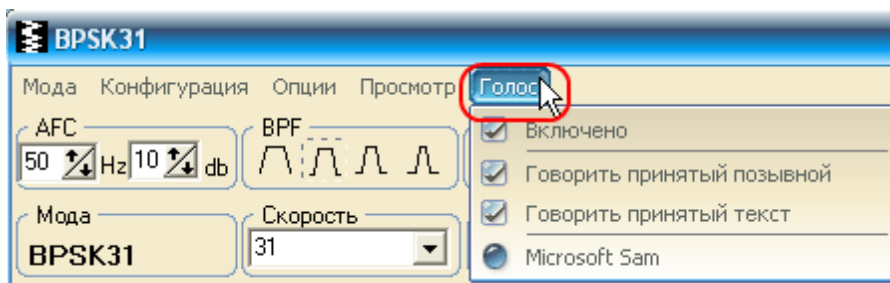 BPSK31
Мода Конфигурация Опции Просмотр Голос
AFC
BPF
50 Hz 10 db
Мода
BPSK31
Скорость
31
Включено
Говорить принятый позывной
Говорить принятый текст
Microsoft Sam